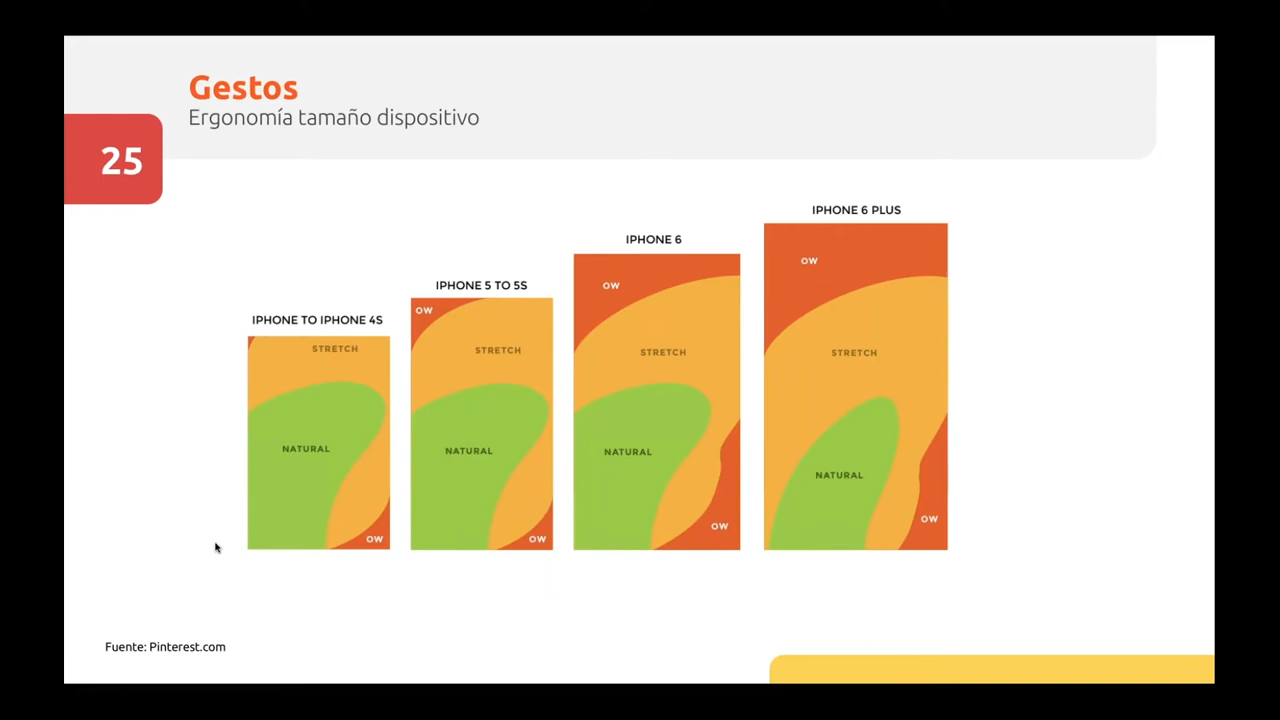 Gestos
Ergonomía tamaño dispositivo
25
IPHONE TO IPHONE 4S
STRETCH
NATURAL
OW
IPHONE 5 TO 5S
OW
STRETCH
NATURAL
OW
IPHONE 6
OW
STRETCH
NATURAL
OW
IPHONE 6 PLUS
OW
STRETCH
NATURAL
OW
Fuente: Pinterest.com